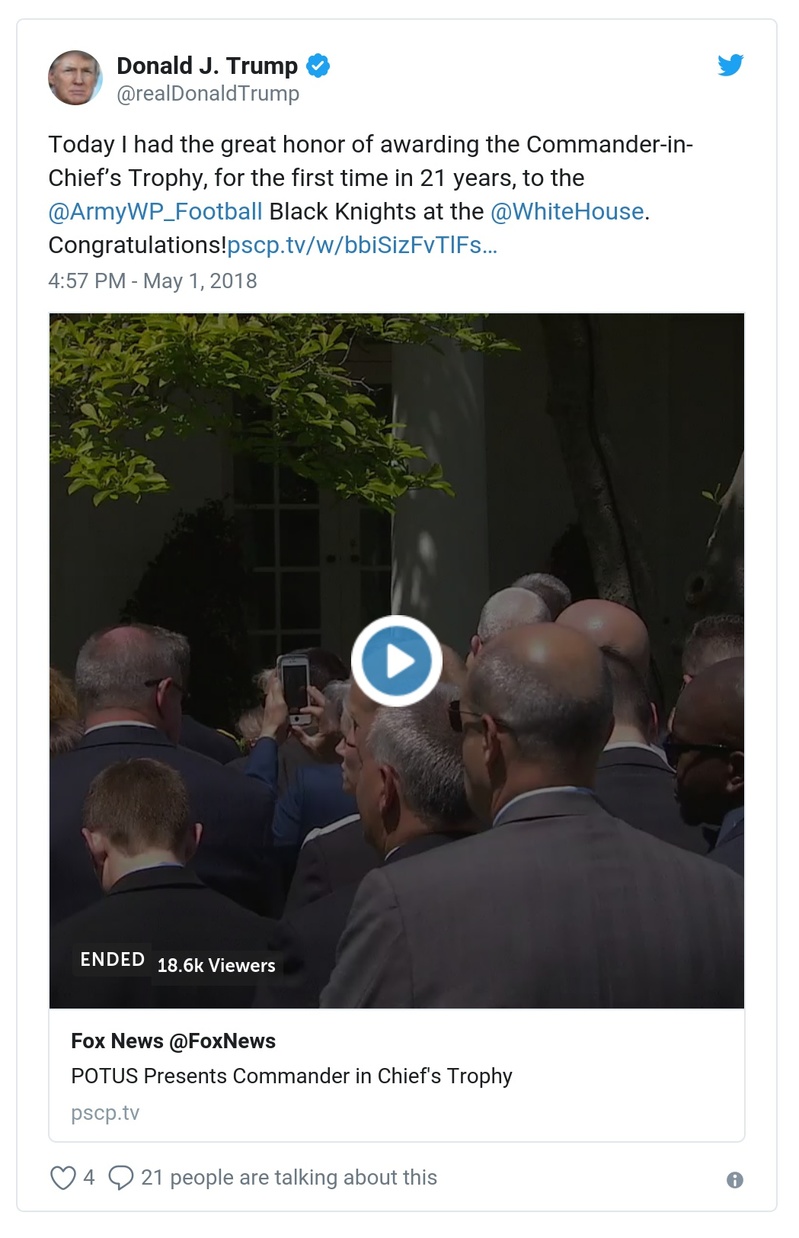 Donald J. Trump
@realDonaldTrump
Today I had the great honor of awarding the Commander-in-
Chief’s Trophy, for the first time in 21 years, to the
@ArmyWP_Football Black Knights at the @WhiteHouse.
Congratulations!pscp.tv/w/bbiSizFvTlFs…
4:57 PM - May 1, 2018
ENDED 18.6k Viewers
Fox News @FoxNews
POTUS Presents Commander in Chief's Trophy
pscp.tv
4 21 people are talking about this